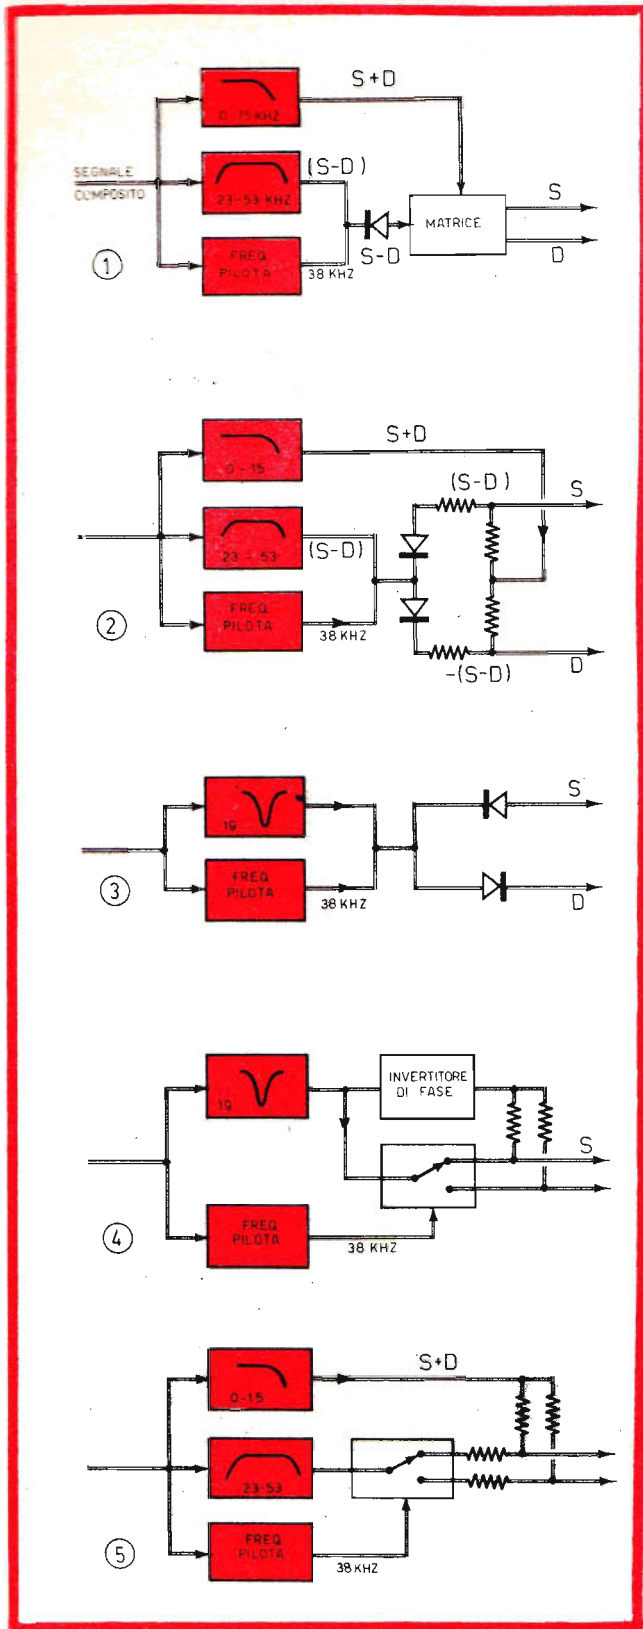 S+D
0-15 KHZ
SEGNALE
COMPOSITO
(S-D)
23-53 KHZ
S
MATRICE
S-D
D
FREQ
PILOTA
38 KHZ
1
S+D
0-15
(S-D)
S
(S-D)
23-53
2
FREQ
PILOTA
38 KHZ
-(S-D)
D
S
19
3
FREQ
PILOTA
38 KHZ
D
INVERTITORE
DI FASE
19
S
4
FREQ
PILOTA
38 KHZ
S+D
0-15
23-53
5
FREQ
PILOTA
38 KHZ